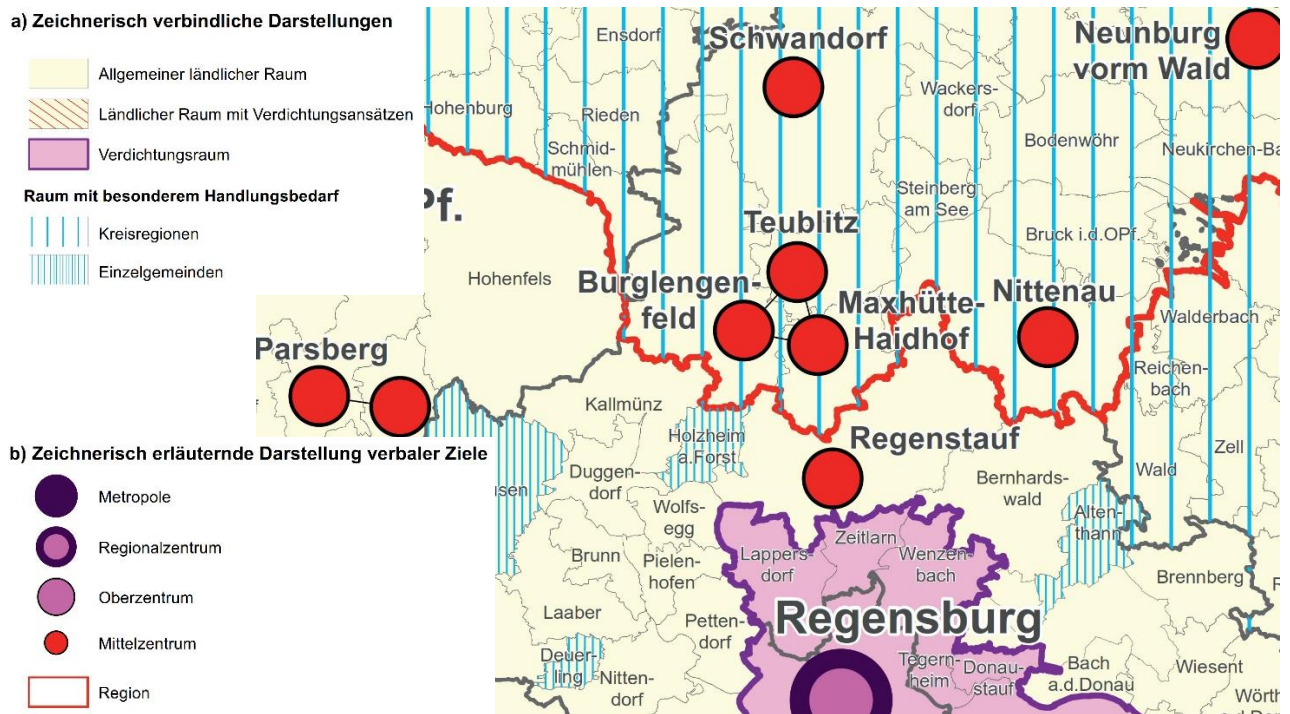 a) Zeichnerisch verbindliche Darstellungen
Allgemeiner ländlicher Raum
Ländlicher Raum mit Verdichtungsansätzen
Verdichtungsraum
Raum mit besonderem Handlungsbedarf
Kreisregionen
Einzelgemeinden
b) Zeichnerisch erläuternde Darstellung verbaler Ziele
Metropole
Regionalzentrum
Oberzentrum
Mittelzentrum
Region
Ensdorf
Schwandorf
Neunburg
vorm Wald
Hohenburg
Rieden
Wackers-
dorf
Schmid-
mühlen
Bodenwöhr
Neukirchen-Ba
Pf.
Steinberg
am See
Teublitz
Bruck i.d.OPf.
Hohenfels
Burglengen-
feld
Maxhütte-
Haidhof
Nittenau
Walderbach
Parsberg
Reichen-
bach
Kallmünz
Holzheim
a.Forst
Regenstauf
Zell
Wald
Duggen-
dorf
Bernhards-
wald
usen
Wolfs-
egg
Alten-
thann
Zeitlarn
Lappers-
dorf
Wenzen-
bach
Brunn
Pielen-
hofen
Brennberg
Laaber
Petten-
dorf
Regensburg
Deuer-
ling
Nitten-
dorf
Tegern-
heim
Donau-
stauf
Bach
a.d.Donau
Wiesent
Wörth